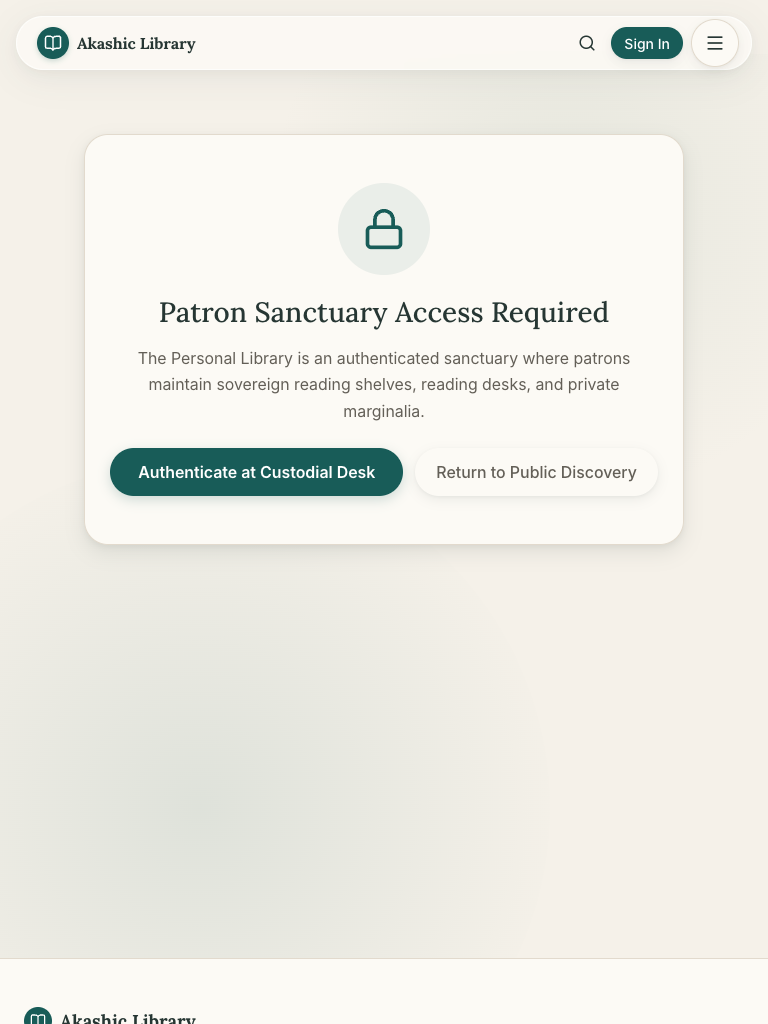 Akashic Library
Sign In
Patron Sanctuary Access Required
The Personal Library is an authenticated sanctuary where patrons
maintain sovereign reading shelves, reading desks, and private
marginalia.
Authenticate at Custodial Desk
Return to Public Discovery
Akashic Library